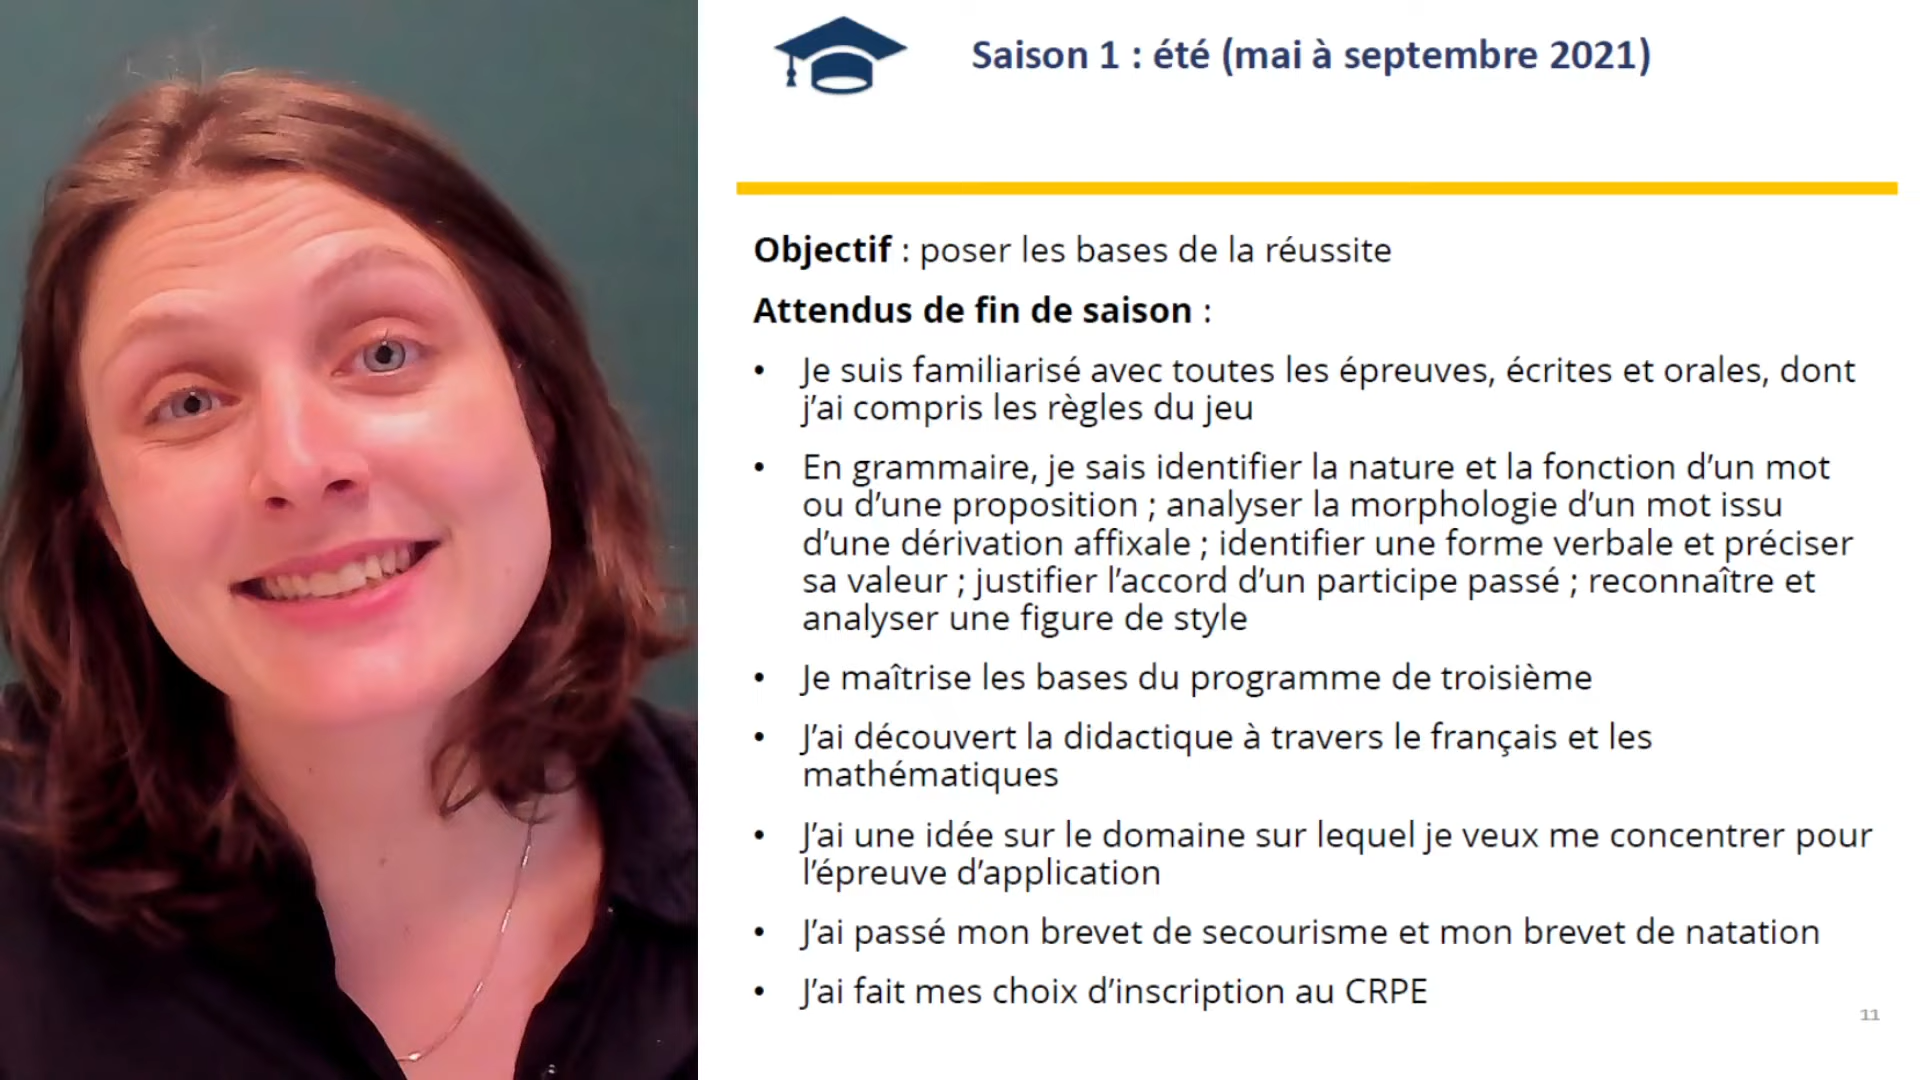 Saison 1 : été (mai à septembre 2021)
Objectif : poser les bases de la réussite
Attendus de fin de saison :
• Je suis familiarisé avec toutes les épreuves, écrites et orales, dont
j’ai compris les règles du jeu
• En grammaire, je sais identifier la nature et la fonction d’un mot
ou d’une proposition ; analyser la morphologie d’un mot issu
d’une dérivation affixale ; identifier une forme verbale et préciser
sa valeur ; justifier l’accord d’un participe passé ; reconnaître et
analyser une figure de style
• Je maîtrise les bases du programme de troisième
• J’ai découvert la didactique à travers le français et les
mathématiques
• J’ai une idée sur le domaine sur lequel je veux me concentrer pour
l’épreuve d’application
• J’ai passé mon brevet de secourisme et mon brevet de natation
• J’ai fait mes choix d’inscription au CRPE
11